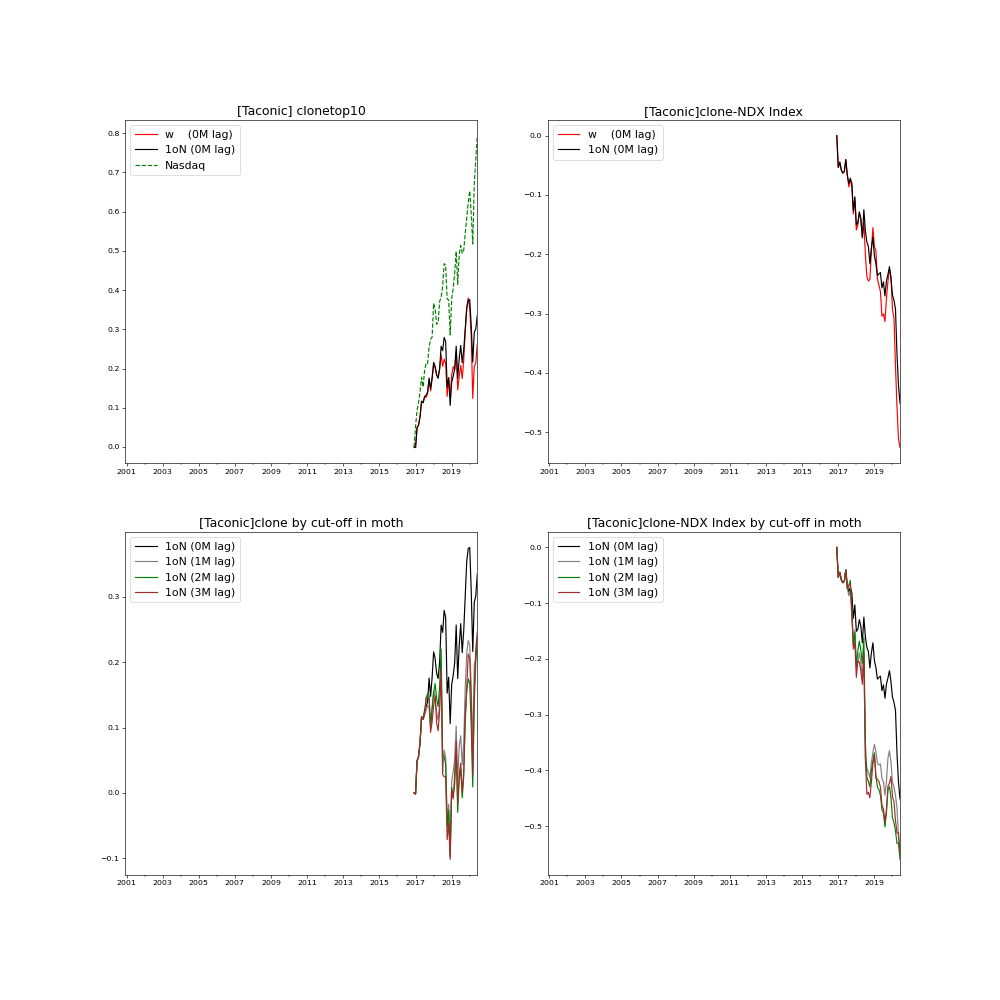 [Taconic] clonetop10
w    (0M lag)
1oN (0M lag)
Nasdaq
0.8
0.7
0.6
0.5
0.4
0.3
0.2
0.1
0.0
2001 2003 2005 2007 2009 2011 2013 2015 2017 2019
[Taconic]clone-NDX Index
w    (0M lag)
1oN (0M lag)
0.0
−0.1
−0.2
−0.3
−0.4
−0.5
2001 2003 2005 2007 2009 2011 2013 2015 2017 2019
[Taconic]clone by cut-off in moth
1oN (0M lag)
1oN (1M lag)
1oN (2M lag)
1oN (3M lag)
0.3
0.2
0.1
0.0
−0.1
2001 2003 2005 2007 2009 2011 2013 2015 2017 2019
[Taconic]clone-NDX Index by cut-off in moth
1oN (0M lag)
1oN (1M lag)
1oN (2M lag)
1oN (3M lag)
0.0
−0.1
−0.2
−0.3
−0.4
−0.5
2001 2003 2005 2007 2009 2011 2013 2015 2017 2019